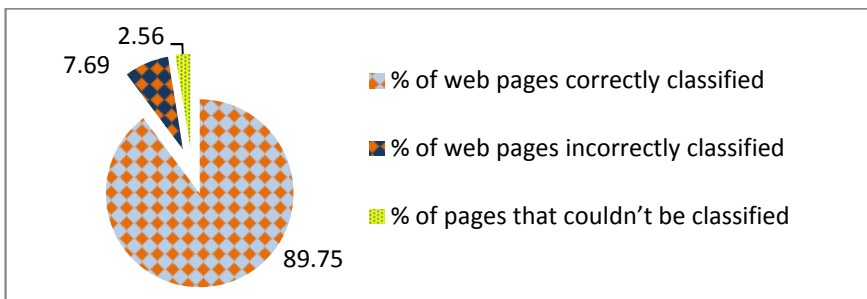 2.56
7.69
% of web pages correctly classified
% of web pages incorrectly classified
% of pages that couldn’t be classified
89.75